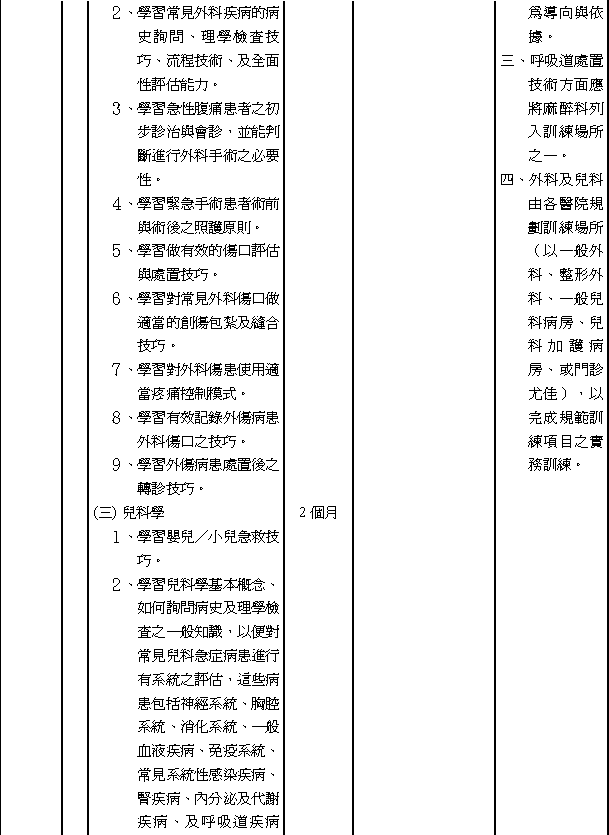 2、學習常見外科疾病的病
史詢問、理學檢查技
巧、流程技術、及全面
性評估能力。
3、學習急性腹痛患者之初
步診治與會診，並能判
斷進行外科手術之必要
性。
4、學習緊急手術患者術前
與術後之照護原則。
5、學習做有效的傷口評估
與處置技巧。
6、學習對常見外科傷口做
適當的創傷包紮及縫合
技巧。
7、學習對外科傷患使用適
當疼痛控制模式。
8、學習有效記錄外傷病患
外科傷口之技巧。
9、學習外傷病患處置後之
轉診技巧。
(三) 兒科學
1、學習嬰兒／小兒急救技
巧。
2、學習兒科學基本概念、
如何詢問病史及理學檢
查之一般知識，以便對
常見兒科急症病患進行
有系統之評估，這些病
患包括神經系統、胸腔
系統、消化系統、一般
血液疾病、免疫系統、
常見系統性感染疾病、
腎疾病、內分泌及代謝
疾病、及呼吸道疾病
2 個月
為導向與依
據。
三、呼吸道處置
技術方面應
將麻醉科列
入訓練場所
之一。
四、外科及兒科
由各醫院規
劃訓練場所
（以一般外
科、整形外
科、一般兒
科病房、兒
科加護病
房、或門診
尤佳），以
完成規範訓
練項目之實
務訓練。